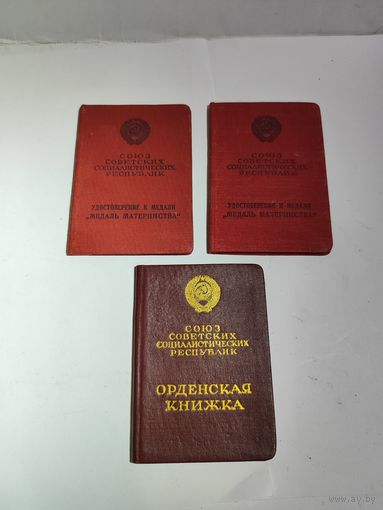 СОЮЗ
СОВЕТСКИХ
СОЦИАЛИСТИЧЕСКИХ
РЕСПУБЛИК
УДОСТОВЕРЕНИЕ К МЕДАЛИ
„МЕДАЛЬ МАТЕРИНСТВА“
СОЮЗ
СОВЕТСКИХ
СОЦИАЛИСТИЧЕСКИХ
РЕСПУБЛИК
УДОСТОВЕРЕНИЕ К МЕДАЛИ
„МЕДАЛЬ МАТЕРИНСТВА“
СОЮЗ
СОВЕТСКИХ
СОЦИАЛИСТИЧЕСКИХ
РЕСПУБЛИК
ОРДЕНСКАЯ
КНИЖКА
www.ay.by